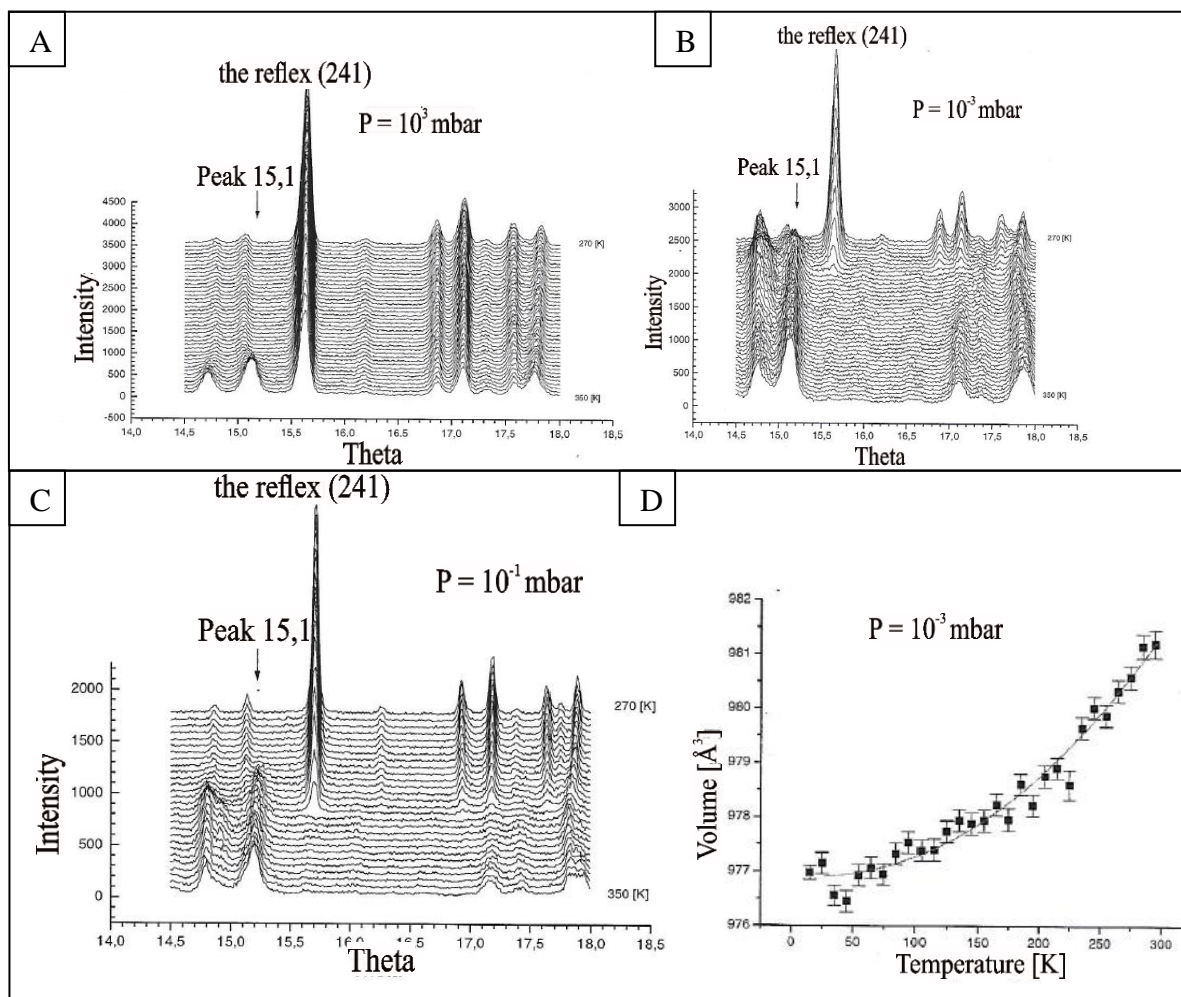 A
the reflex (241)
P = 10³ mbar
Peak 15,1
4500
4000
3500
3000
2500
2000
1500
1000
500
0
-500
270 [K]
350 [K]
Intensity
14,0 14,5 15,0 15,5 16,0 16,5 17,0 17,5 18,0 18,5
Theta
B
the reflex (241)
P = 10⁻³ mbar
Peak 15,1
3000
2500
2000
1500
1000
500
0
270 [K]
350 [K]
Intensity
14,0 14,5 15,0 15,5 16,0 16,5 17,0 17,5 18,0 18,5
Theta
C
the reflex (241)
P = 10⁻¹ mbar
Peak 15,1
2000
1500
1000
500
0
270 [K]
350 [K]
Intensity
14,0 14,5 15,0 15,5 16,0 16,5 17,0 17,5 18,0 18,5
Theta
D
P = 10⁻³ mbar
982
981
980
979
978
977
976
Volume [Å³]
0 50 100 150 200 250 300
Temperature [K]